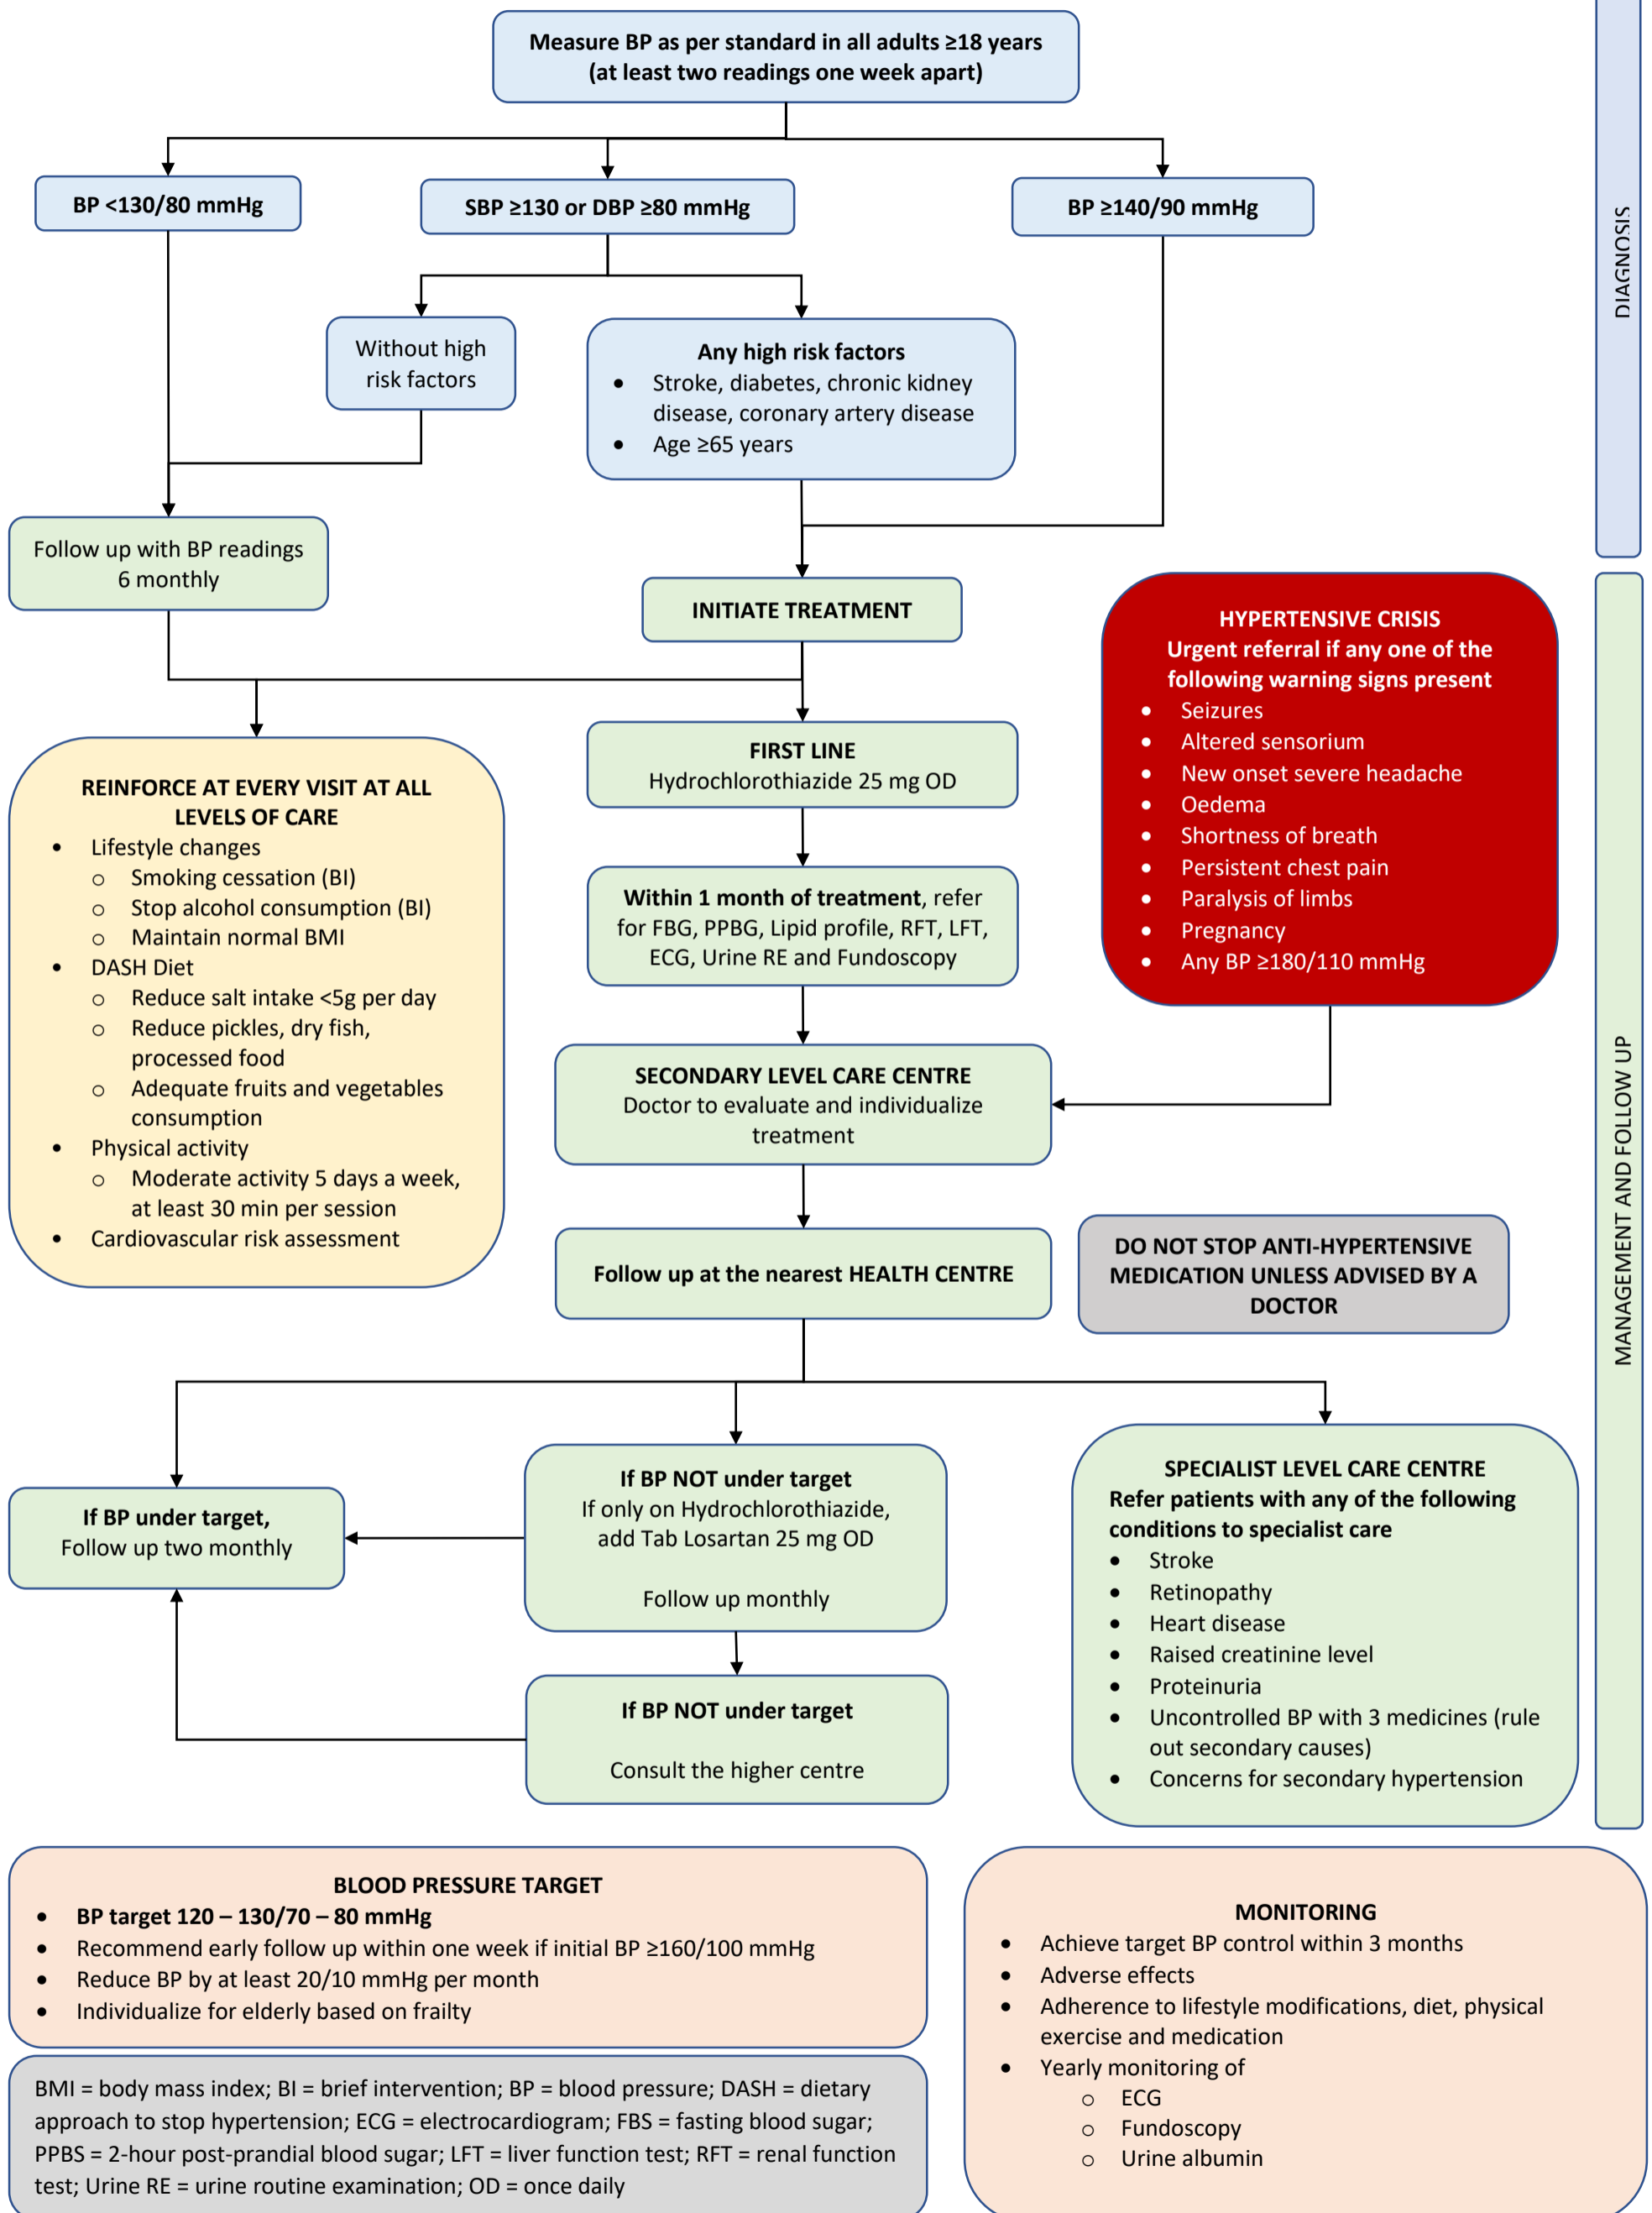 Measure BP as per standard in all adults ≥18 years
(at least two readings one week apart)
BP <130/80 mmHg
SBP ≥130 or DBP ≥80 mmHg
BP ≥140/90 mmHg
DIAGNOSIS
Without high
risk factors
Any high risk factors
• Stroke, diabetes, chronic kidney
disease, coronary artery disease
• Age ≥65 years
Follow up with BP readings
6 monthly
INITIATE TREATMENT
HYPERTENSIVE CRISIS
Urgent referral if any one of the
following warning signs present
• Seizures
• Altered sensorium
• New onset severe headache
• Oedema
• Shortness of breath
• Persistent chest pain
• Paralysis of limbs
• Pregnancy
• Any BP ≥180/110 mmHg
FIRST LINE
Hydrochlorothiazide 25 mg OD
REINFORCE AT EVERY VISIT AT ALL
LEVELS OF CARE
• Lifestyle changes
o Smoking cessation (BI)
o Stop alcohol consumption (BI)
o Maintain normal BMI
• DASH Diet
o Reduce salt intake <5g per day
o Reduce pickles, dry fish,
processed food
o Adequate fruits and vegetables
consumption
• Physical activity
o Moderate activity 5 days a week,
at least 30 min per session
• Cardiovascular risk assessment
Within 1 month of treatment, refer
for FBG, PPBG, Lipid profile, RFT, LFT,
ECG, Urine RE and Fundoscopy
SECONDARY LEVEL CARE CENTRE
Doctor to evaluate and individualize
treatment
MANAGEMENT AND FOLLOW UP
Follow up at the nearest HEALTH CENTRE
DO NOT STOP ANTI-HYPERTENSIVE
MEDICATION UNLESS ADVISED BY A
DOCTOR
If BP under target,
Follow up two monthly
If BP NOT under target
If only on Hydrochlorothiazide,
add Tab Losartan 25 mg OD
Follow up monthly
If BP NOT under target
Consult the higher centre
SPECIALIST LEVEL CARE CENTRE
Refer patients with any of the following
conditions to specialist care
• Stroke
• Retinopathy
• Heart disease
• Raised creatinine level
• Proteinuria
• Uncontrolled BP with 3 medicines (rule
out secondary causes)
• Concerns for secondary hypertension
BLOOD PRESSURE TARGET
• BP target 120 – 130/70 – 80 mmHg
• Recommend early follow up within one week if initial BP ≥160/100 mmHg
• Reduce BP by at least 20/10 mmHg per month
• Individualize for elderly based on frailty
MONITORING
• Achieve target BP control within 3 months
• Adverse effects
• Adherence to lifestyle modifications, diet, physical
exercise and medication
• Yearly monitoring of
o ECG
o Fundoscopy
o Urine albumin
BMI = body mass index; BI = brief intervention; BP = blood pressure; DASH = dietary
approach to stop hypertension; ECG = electrocardiogram; FBS = fasting blood sugar;
PPBS = 2-hour post-prandial blood sugar; LFT = liver function test; RFT = renal function
test; Urine RE = urine routine examination; OD = once daily